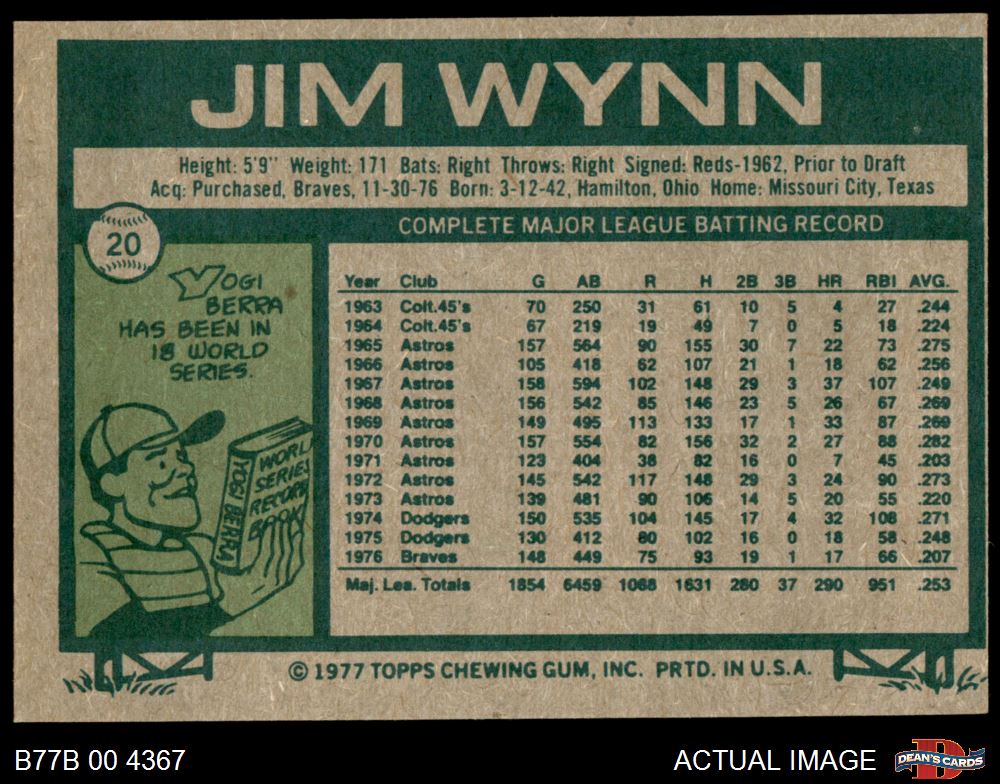 JIM WYNN
Height: 5'9" Weight: 171 Bats: Right Throws: Right Signed: Reds-1962, Prior to Draft
Acq: Purchased, Braves, 11-30-76 Born: 3-12-42, Hamilton, Ohio Home: Missouri City, Texas
20
COMPLETE MAJOR LEAGUE BATTING RECORD
YOGI
BERRA
HAS BEEN IN
18 WORLD
SERIES.
WORLD
SERIES
RECORD
BOOK
YOGI BERRA
Year Club G AB R H 2B 3B HR RBI AVG.
1963 Colt.45's 70 250 31 61 10 5 4 27 .244
1964 Colt.45's 67 219 19 49 7 0 5 18 .224
1965 Astros 157 564 90 155 30 7 22 73 .275
1966 Astros 105 418 62 107 21 1 18 62 .256
1967 Astros 158 594 102 148 29 3 37 107 .249
1968 Astros 156 542 85 146 23 5 26 67 .269
1969 Astros 149 495 113 133 17 1 33 87 .269
1970 Astros 157 554 82 156 32 2 27 88 .282
1971 Astros 123 404 38 82 16 0 7 45 .203
1972 Astros 145 542 117 148 29 3 24 90 .273
1973 Astros 139 481 90 106 14 5 20 55 .220
1974 Dodgers 150 535 104 145 17 4 32 108 .271
1975 Dodgers 130 412 80 102 16 0 18 58 .248
1976 Braves 148 449 75 93 19 1 17 66 .207
Maj. Lea. Totals 1854 6459 1068 1631 280 37 290 951 .253
© 1977 TOPPS CHEWING GUM, INC. PRTD. IN U.S.A.
B77B 00 4367
ACTUAL IMAGE
D
DEAN'S CARDS